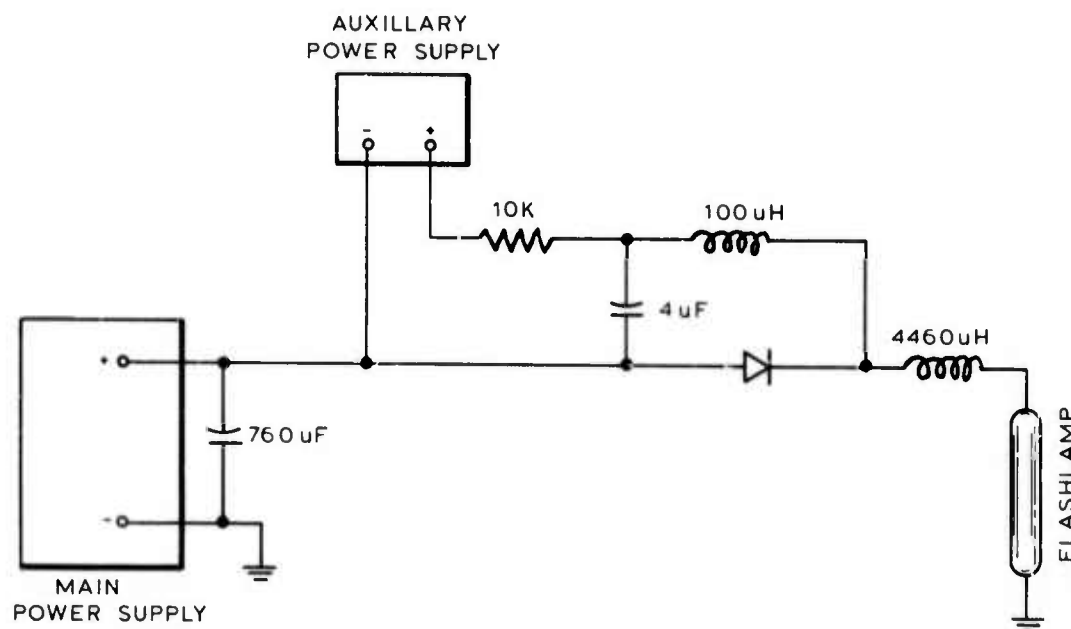 AUXILLARY
POWER SUPPLY
- +
10K
100uH
4uF
4460uH
+
760uF
-
FLASHLAMP
MAIN
POWER SUPPLY